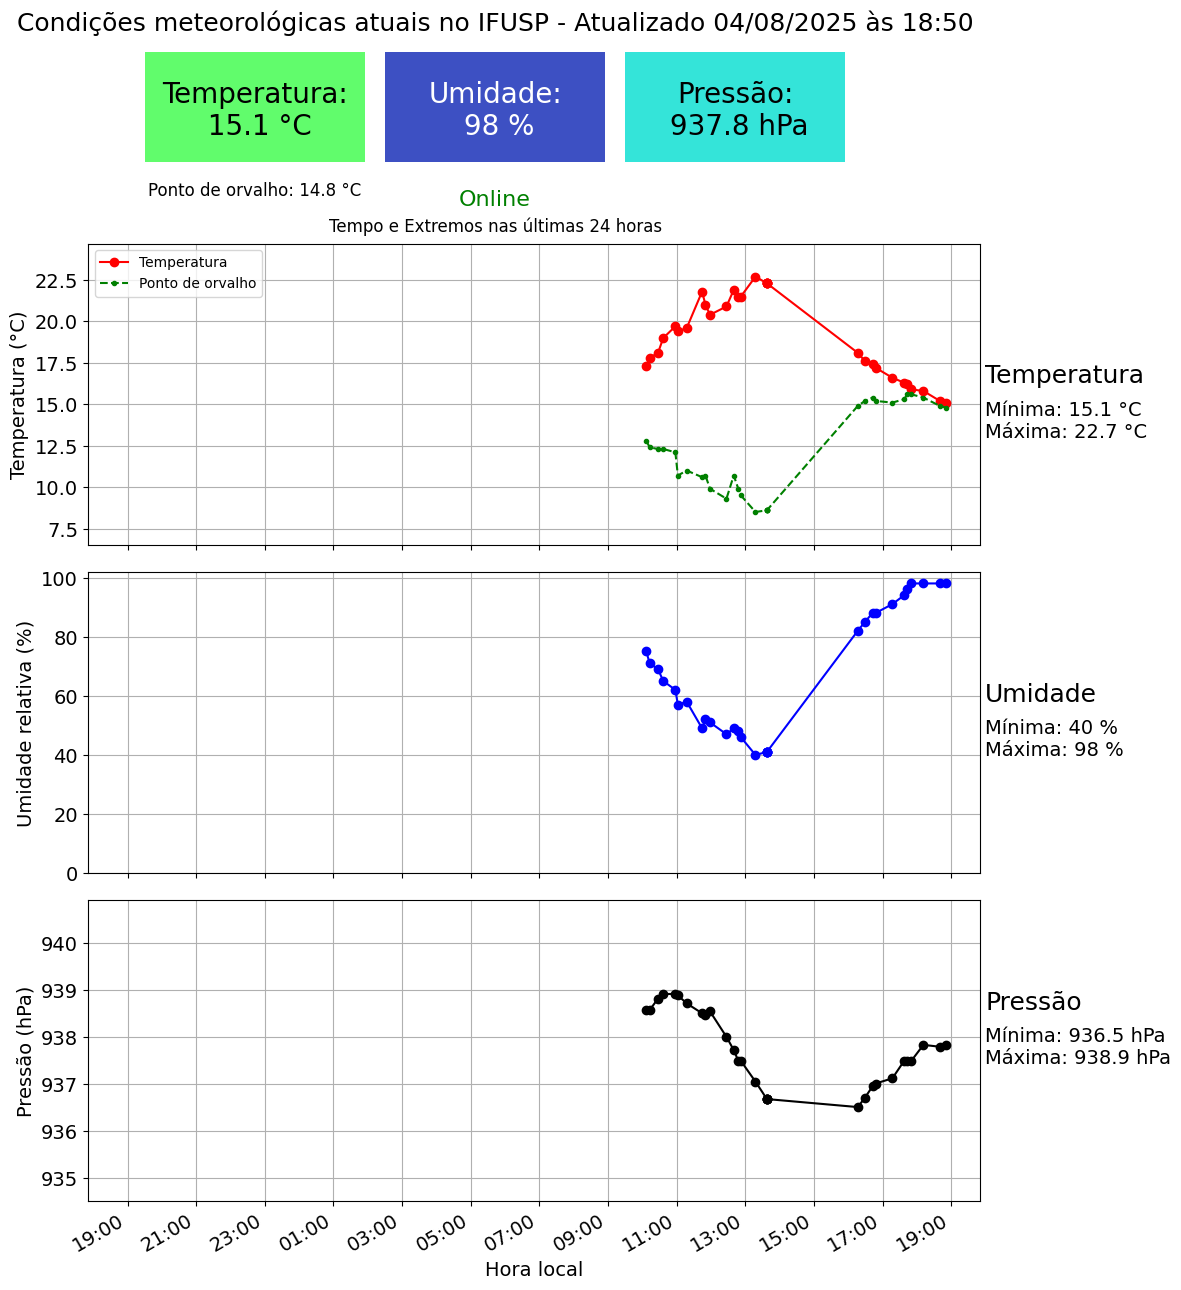 Condições meteorológicas atuais no IFUSP - Atualizado 04/08/2025 às 18:50
Temperatura:
15.1 °C
Umidade:
98 %
Pressão:
937.8 hPa
Ponto de orvalho: 14.8 °C
Online
Tempo e Extremos nas últimas 24 horas
Temperatura
Ponto de orvalho
Temperatura (°C)
22.5
20.0
17.5
15.0
12.5
10.0
7.5
Temperatura
Mínima: 15.1 °C
Máxima: 22.7 °C
Umidade relativa (%)
100
80
60
40
20
0
Umidade
Mínima: 40 %
Máxima: 98 %
Pressão (hPa)
940
939
938
937
936
935
Pressão
Mínima: 936.5 hPa
Máxima: 938.9 hPa
19:00
21:00
23:00
01:00
03:00
05:00
07:00
09:00
11:00
13:00
15:00
17:00
19:00
Hora local